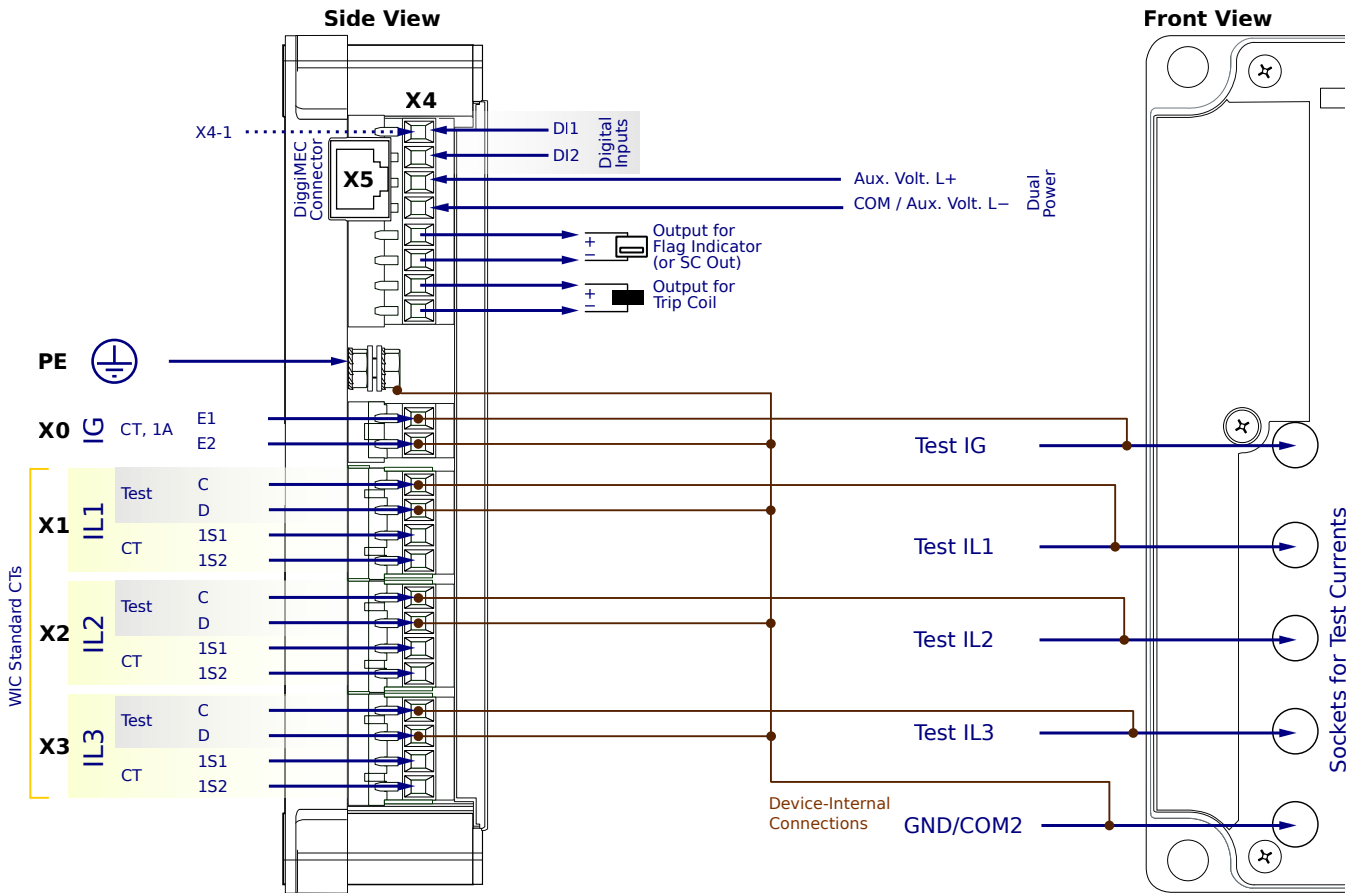 Side View
Front View
X4
X4-1
DI1
DI2
Digital
Inputs
DiggiMEC
Connector
X5
Aux. Volt. L+
COM / Aux. Volt. L−
Dual
Power
+
−
Output for
Flag Indicator
(or SC Out)
+
−
Output for
Trip Coil
PE
X0
IG
CT, 1A
E1
E2
Test IG
WIC Standard CTs
X1
IL1
Test
C
D
CT
1S1
1S2
Test IL1
X2
IL2
Test
C
D
CT
1S1
1S2
Test IL2
X3
IL3
Test
C
D
CT
1S1
1S2
Test IL3
Sockets for Test Currents
Device-Internal
Connections
GND/COM2